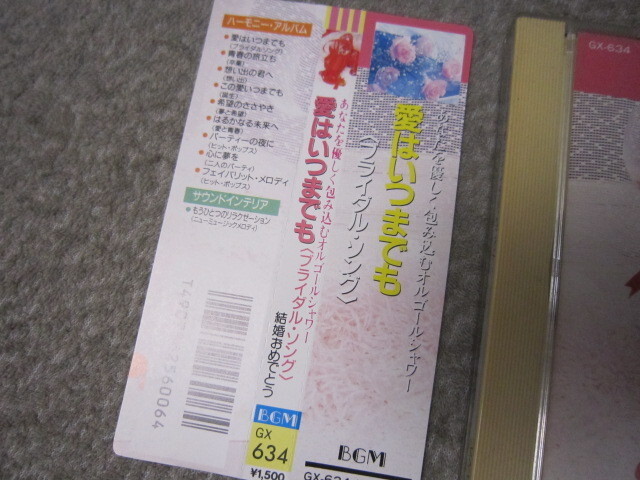 ハーモニー・アルバム
●愛はいつまでも
(ブライダルソング)
●青春の旅立ち
(卒業)
●想い出の君へ
(想い出)
●この愛いつまでも
(誕生)
●希望のささやき
(夢と希望)
●はるかなる未来へ
(愛と青春)
●パーティーの夜に
(ヒット・ポップス)
●心に夢を
(二人のパーティ)
●フェイバリット・メロディ
(ヒット・ポップス)
サウンドインテリア
●もうひとつのリラクゼーション
(ニューミュージックメロディ)
2560064
あなたを優しく包み込むオルゴールシャワー
愛はいつまでも〈ブライダル・ソング〉
結婚おめでとう
BGM
GX
634
¥1,500
あなたを優しく包み込むオルゴールシャワー
愛はいつまでも
〈ブライダル・ソング〉
BGM
GX-634
GX-634